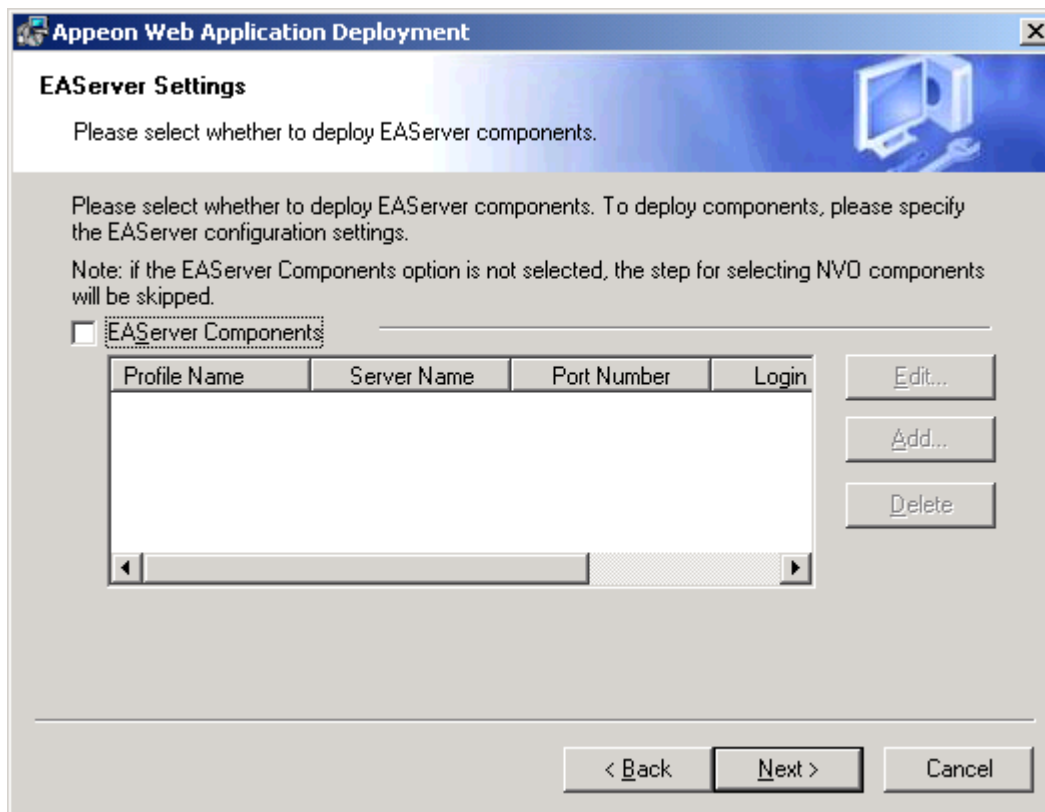 Appeon Web Application Deployment
EAServer Settings
Please select whether to deploy EAServer components.
Please select whether to deploy EAServer components. To deploy components, please specify
the EAServer configuration settings.
Note: if the EAServer Components option is not selected, the step for selecting NVO components
will be skipped.
EAServer Components
Profile Name Server Name Port Number Login
Edit...
Add...
Delete
< Back Next > Cancel